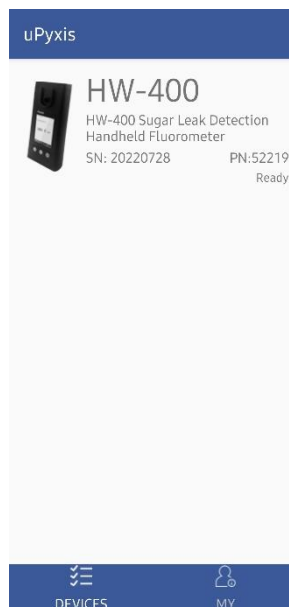 uPyxis
HW-400
HW-400 Sugar Leak Detection
Handheld Fluorometer
SN: 20220728 PN:52219
Ready
DEVICES MY